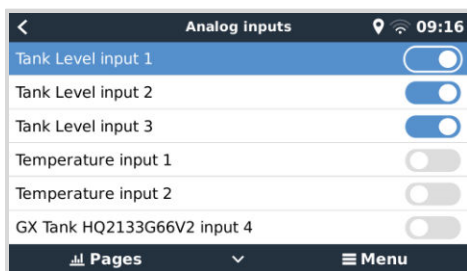 Analog inputs 09:16
Tank Level input 1
Tank Level input 2
Tank Level input 3
Temperature input 1
Temperature input 2
GX Tank HQ2133G66V2 input 4
Pages Menu